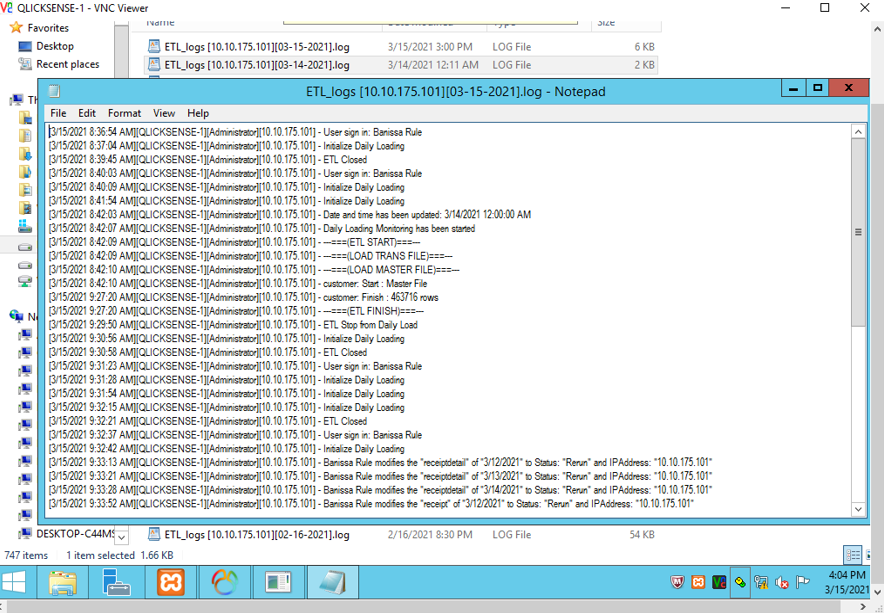 QLICKSENSE-1 - VNC Viewer
Favorites
Desktop
Recent places
Name
Size
ETL_logs [10.10.175.101][03-15-2021].log 3/15/2021 3:00 PM LOG File 6 KB
ETL_logs [10.10.175.101][03-14-2021].log 3/14/2021 12:11 AM LOG File 2 KB
ETL_logs [10.10.175.101][03-15-2021].log - Notepad
File Edit Format View Help
[3/15/2021 8:36:54 AM][QLICKSENSE-1][Administrator][10.10.175.101] - User sign in: Banissa Rule
[3/15/2021 8:37:04 AM][QLICKSENSE-1][Administrator][10.10.175.101] - Initialize Daily Loading
[3/15/2021 8:39:45 AM][QLICKSENSE-1][Administrator][10.10.175.101] - ETL Closed
[3/15/2021 8:40:03 AM][QLICKSENSE-1][Administrator][10.10.175.101] - User sign in: Banissa Rule
[3/15/2021 8:40:09 AM][QLICKSENSE-1][Administrator][10.10.175.101] - Initialize Daily Loading
[3/15/2021 8:41:54 AM][QLICKSENSE-1][Administrator][10.10.175.101] - Initialize Daily Loading
[3/15/2021 8:42:03 AM][QLICKSENSE-1][Administrator][10.10.175.101] - Date and time has been updated: 3/14/2021 12:00:00 AM
[3/15/2021 8:42:07 AM][QLICKSENSE-1][Administrator][10.10.175.101] - Daily Loading Monitoring has been started
[3/15/2021 8:42:09 AM][QLICKSENSE-1][Administrator][10.10.175.101] - ---===(ETL START)===---
[3/15/2021 8:42:10 AM][QLICKSENSE-1][Administrator][10.10.175.101] - ---===(LOAD TRANS FILE)===---
[3/15/2021 8:42:10 AM][QLICKSENSE-1][Administrator][10.10.175.101] - ---===(LOAD MASTER FILE)===---
[3/15/2021 8:42:10 AM][QLICKSENSE-1][Administrator][10.10.175.101] - customer: Start : Master File
[3/15/2021 9:27:20 AM][QLICKSENSE-1][Administrator][10.10.175.101] - customer: Finish : 463716 rows
[3/15/2021 9:27:20 AM][QLICKSENSE-1][Administrator][10.10.175.101] - ---===(ETL FINISH)===---
[3/15/2021 9:29:50 AM][QLICKSENSE-1][Administrator][10.10.175.101] - ETL Stop from Daily Load
[3/15/2021 9:30:56 AM][QLICKSENSE-1][Administrator][10.10.175.101] - Initialize Daily Loading
[3/15/2021 9:30:58 AM][QLICKSENSE-1][Administrator][10.10.175.101] - ETL Closed
[3/15/2021 9:31:23 AM][QLICKSENSE-1][Administrator][10.10.175.101] - User sign in: Banissa Rule
[3/15/2021 9:31:28 AM][QLICKSENSE-1][Administrator][10.10.175.101] - Initialize Daily Loading
[3/15/2021 9:31:54 AM][QLICKSENSE-1][Administrator][10.10.175.101] - Initialize Daily Loading
[3/15/2021 9:32:15 AM][QLICKSENSE-1][Administrator][10.10.175.101] - Initialize Daily Loading
[3/15/2021 9:32:21 AM][QLICKSENSE-1][Administrator][10.10.175.101] - ETL Closed
[3/15/2021 9:32:37 AM][QLICKSENSE-1][Administrator][10.10.175.101] - User sign in: Banissa Rule
[3/15/2021 9:32:42 AM][QLICKSENSE-1][Administrator][10.10.175.101] - Initialize Daily Loading
[3/15/2021 9:33:13 AM][QLICKSENSE-1][Administrator][10.10.175.101] - Banissa Rule modifies the "receiptdetail" of "3/12/2021" to Status: "Rerun" and IPAddress: "10.10.175.101"
[3/15/2021 9:33:21 AM][QLICKSENSE-1][Administrator][10.10.175.101] - Banissa Rule modifies the "receiptdetail" of "3/13/2021" to Status: "Rerun" and IPAddress: "10.10.175.101"
[3/15/2021 9:33:28 AM][QLICKSENSE-1][Administrator][10.10.175.101] - Banissa Rule modifies the "receiptdetail" of "3/14/2021" to Status: "Rerun" and IPAddress: "10.10.175.101"
[3/15/2021 9:33:52 AM][QLICKSENSE-1][Administrator][10.10.175.101] - Banissa Rule modifies the "receipt" of "3/12/2021" to Status: "Rerun" and IPAddress: "10.10.175.101"
DESKTOP-C44MS
ETL_logs [10.10.175.101][02-16-2021].log 2/16/2021 8:30 PM LOG File 54 KB
747 items 1 item selected 1.66 KB
4:04 PM
3/15/2021